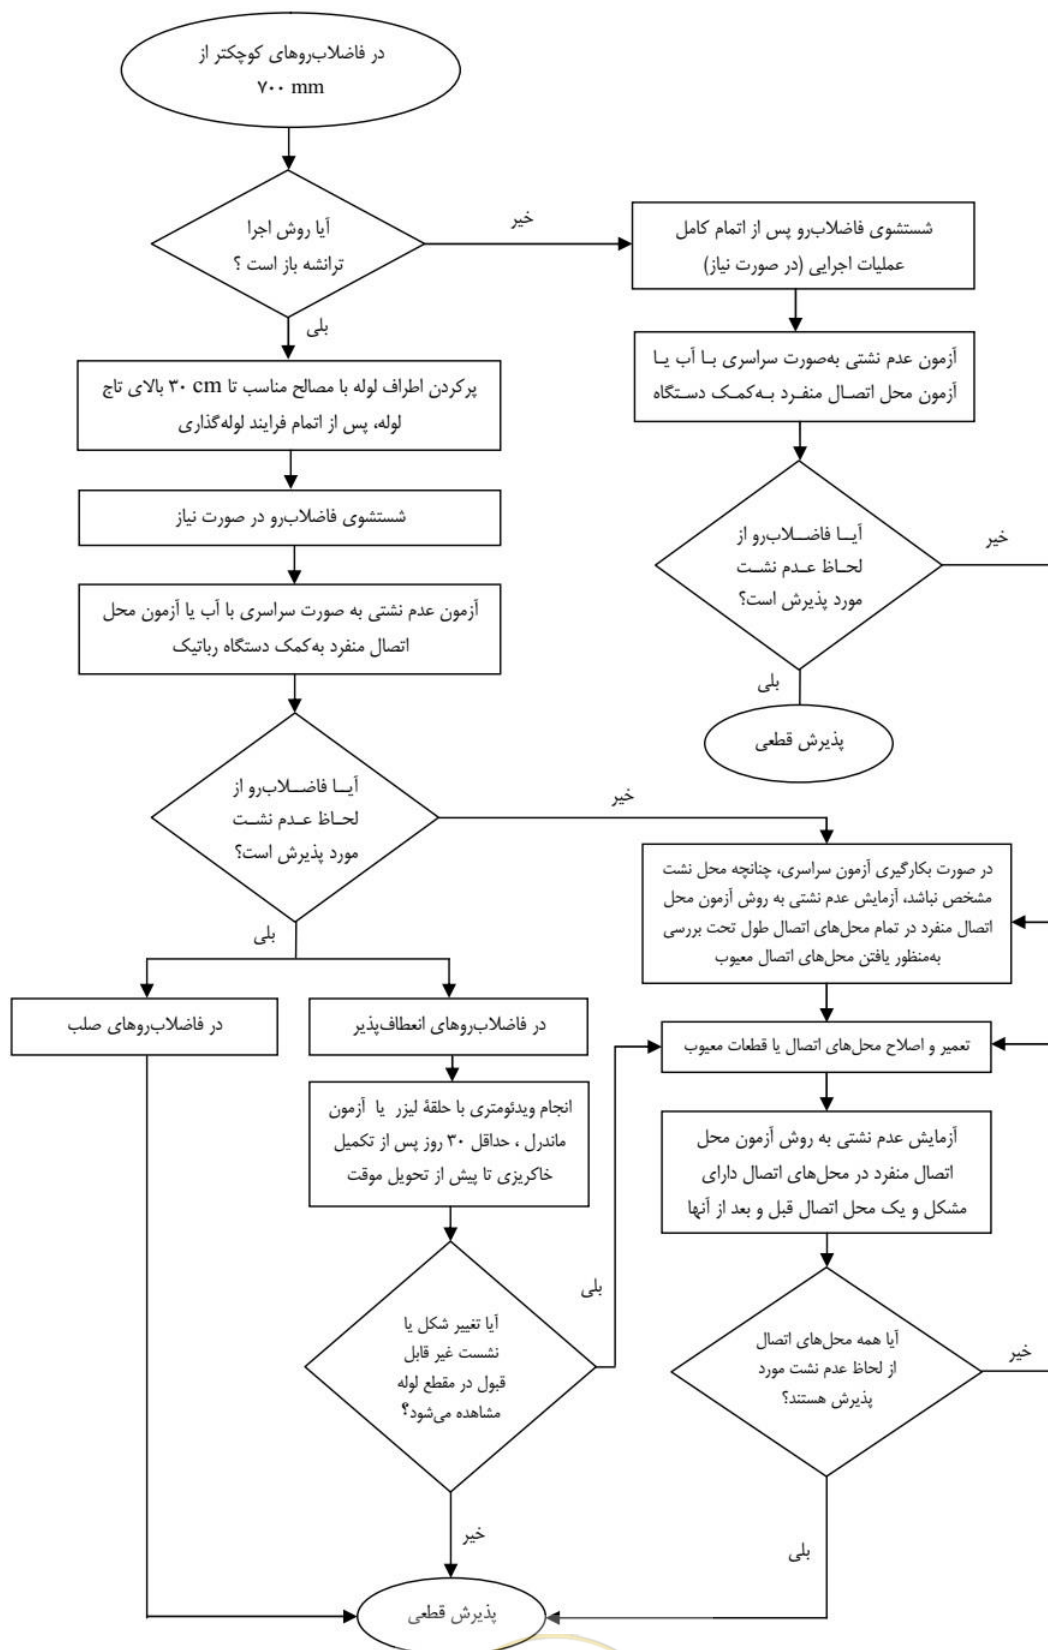 در فاضلاب‌روهای کوچکتر از
۷۰۰ mm
آیا روش اجرا
ترانشه باز است ؟
خیر
شستشوی فاضلاب‌رو پس از اتمام کامل
عملیات اجرایی (در صورت نیاز)
بلی
آزمون عدم نشتی به‌صورت سراسری با آب یا
آزمون محل اتصال منفرد به‌کمک دستگاه
پرکردن اطراف لوله با مصالح مناسب تا ۳۰ cm بالای تاج
لوله، پس از اتمام فرایند لوله‌گذاری
شستشوی فاضلاب‌رو در صورت نیاز
آیا فاضلاب‌رو از
لحاظ عدم نشت
مورد پذیرش است؟
خیر
بلی
پذیرش قطعی
آزمون عدم نشتی به صورت سراسری با آب یا آزمون محل
اتصال منفرد به‌کمک دستگاه رباتیک
آیا فاضلاب‌رو از
لحاظ عدم نشت
مورد پذیرش است؟
خیر
بلی
در صورت بکارگیری آزمون سراسری، چنانچه محل نشت
مشخص نباشد، آزمایش عدم نشتی به روش آزمون محل
اتصال منفرد در تمام محل‌های اتصال طول تحت بررسی
به‌منظور یافتن محل‌های اتصال معیوب
در فاضلاب‌روهای صلب
در فاضلاب‌روهای انعطاف‌پذیر
تعمیر و اصلاح محل‌های اتصال یا قطعات معیوب
انجام ویدئومتری با حلقۀ لیزر یا آزمون
ماندرل ، حداقل ۳۰ روز پس از تکمیل
خاکریزی تا پیش از تحویل موقت
آزمایش عدم نشتی به روش آزمون محل
اتصال منفرد در محل‌های اتصال دارای
مشکل و یک محل اتصال قبل و بعد از آنها
آیا تغییر شکل یا
نشست غیر قابل
قبول در مقطع لوله
مشاهده می‌شود؟
بلی
خیر
آیا همه محل‌های اتصال
از لحاظ عدم نشت مورد
پذیرش هستند؟
خیر
بلی
پذیرش قطعی